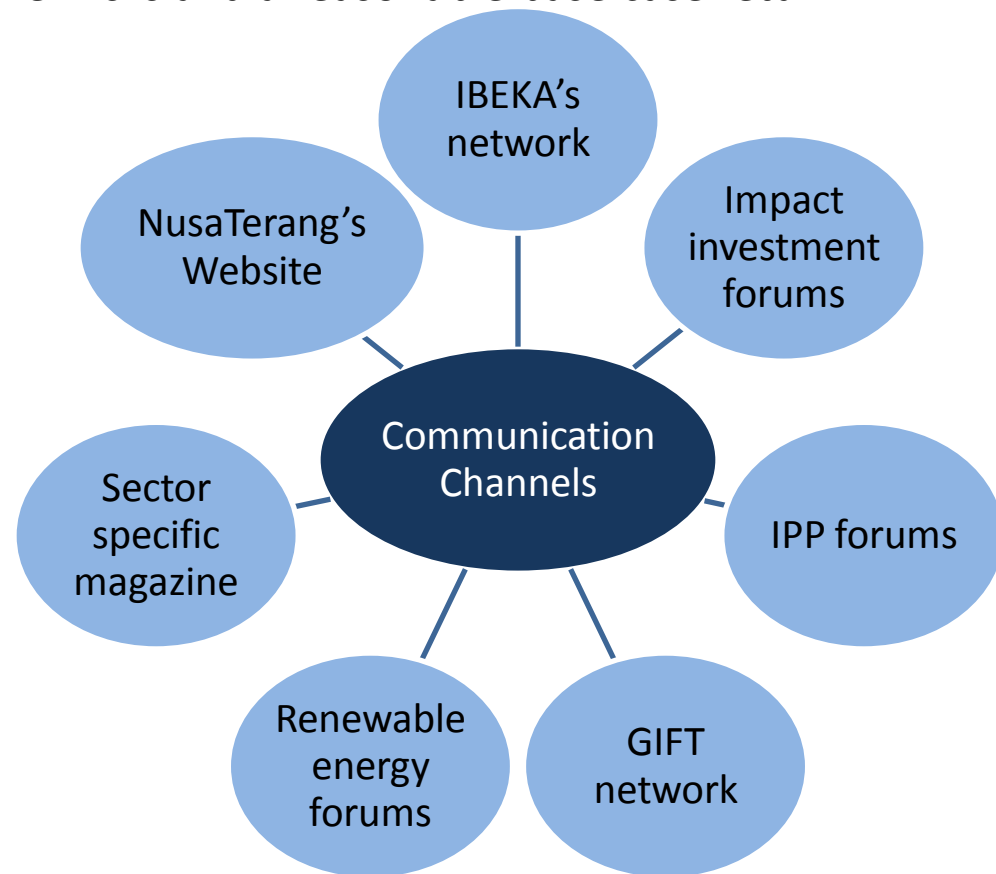 IBEKA's
network
Impact
investment
forums
IPP forums
GIFT
network
Renewable
energy
forums
Sector
specific
magazine
NusaTerang's
Website
Communication
Channels